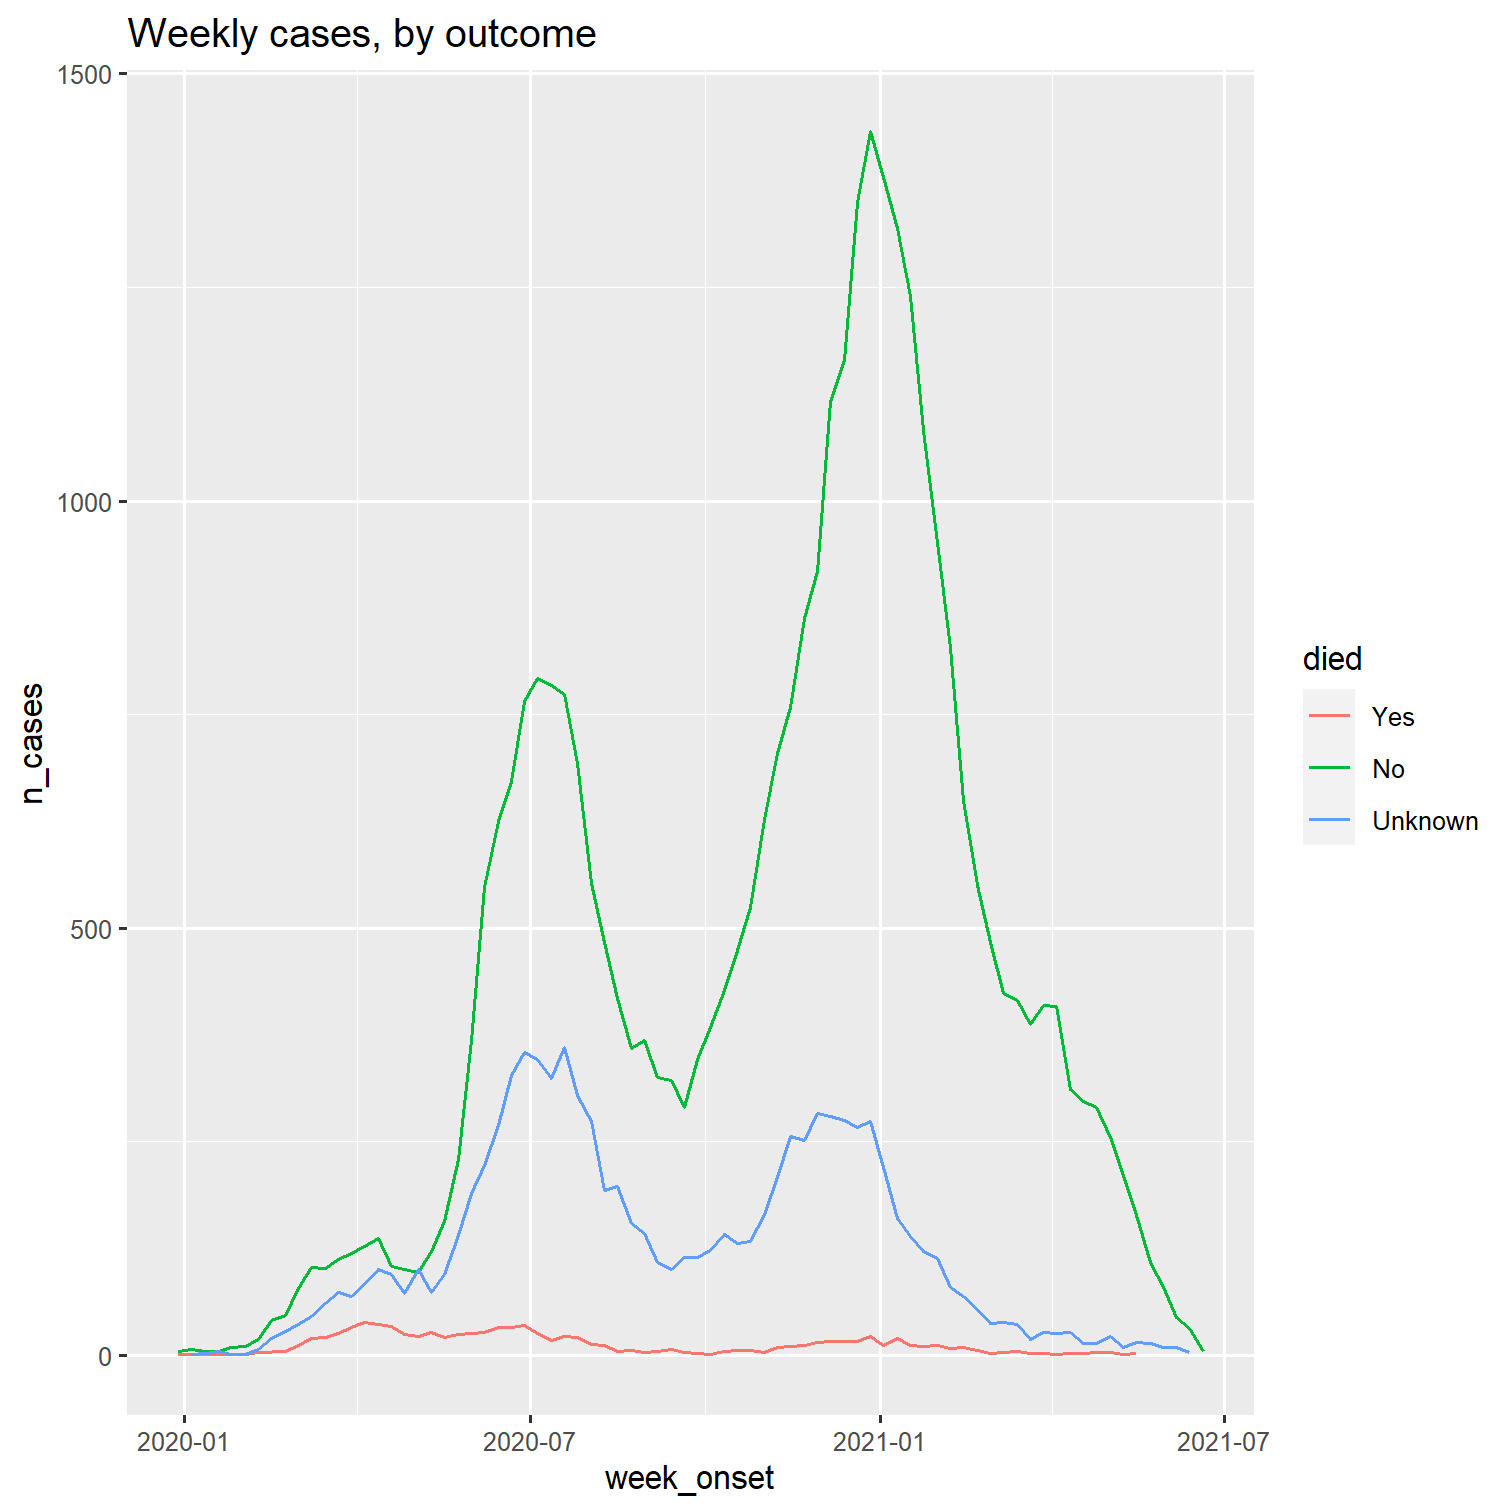 Weekly cases, by outcome
1500
1000
500
0
n_cases
2020-01
2020-07
2021-01
2021-07
week_onset
died
Yes
No
Unknown